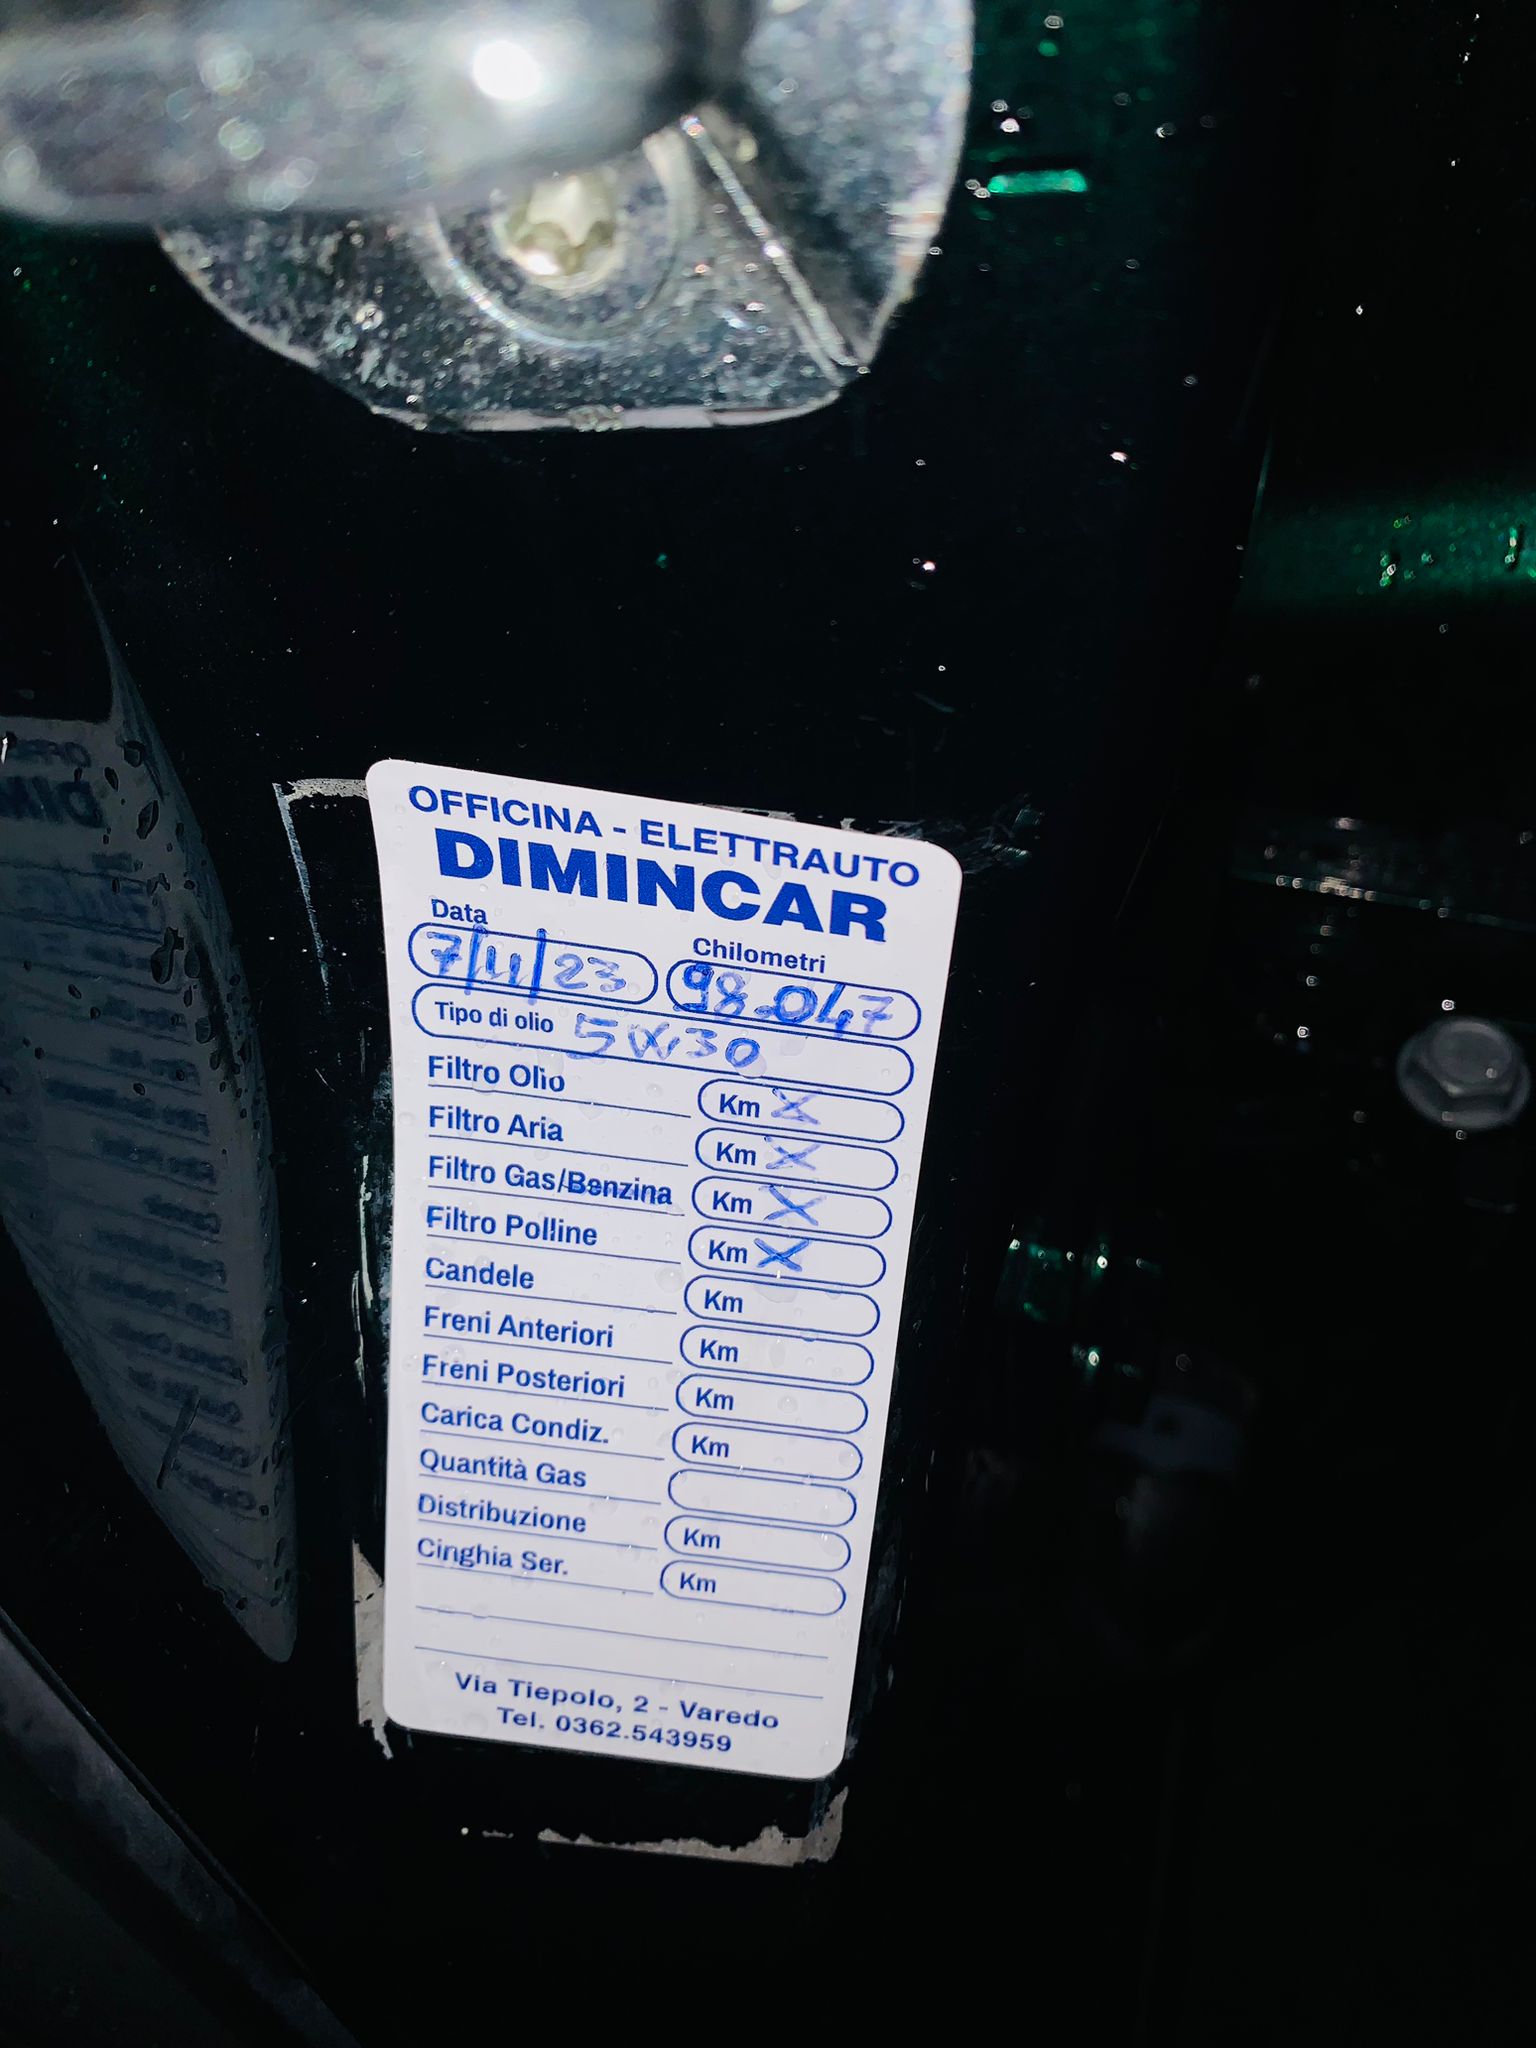 OFFICINA - ELETTRAUTO
DIMINCAR
Data Chilometri
7/11/23 98.047
Tipo di olio 5W30
Filtro Olio Km X
Filtro Aria Km X
Filtro Gas/Benzina Km X
Filtro Polline Km X
Candele Km
Freni Anteriori Km
Freni Posteriori Km
Carica Condiz. Km
Quantità Gas
Distribuzione Km
Cinghia Ser. Km
Via Tiepolo, 2 - Varedo
Tel. 0362.543959